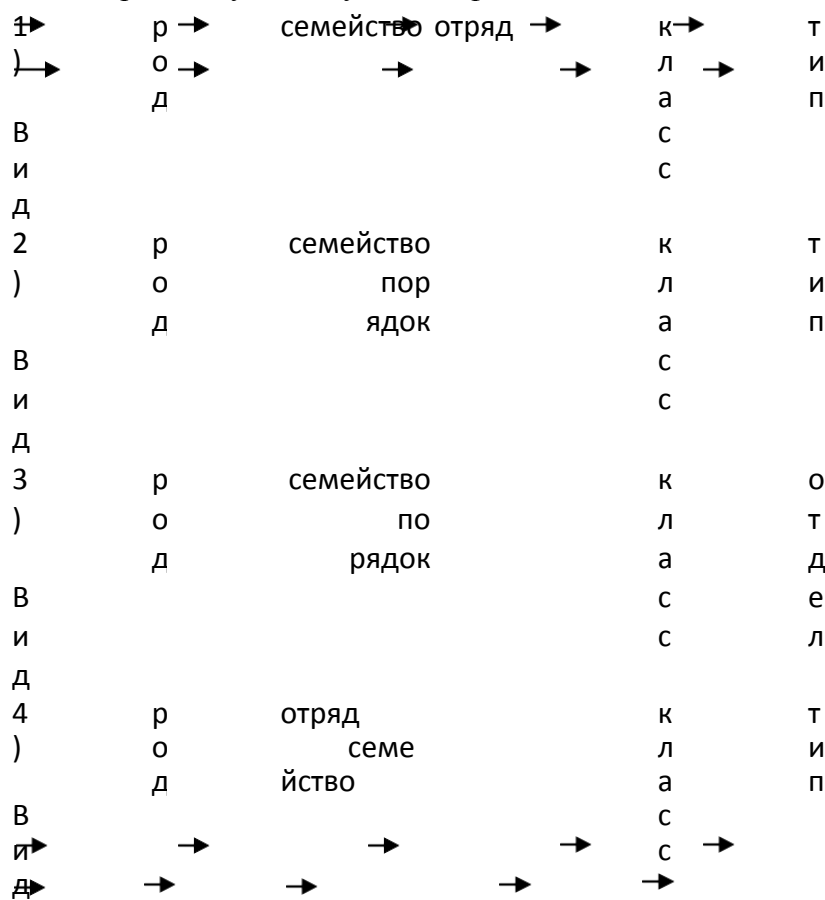 1) Вид → род → семейство → отряд → класс → тип
2) Вид → род → семейство → порядок → класс → тип
3) Вид → род → семейство → порядок → класс → отдел
4) Вид → род → отряд → семейство → класс → тип